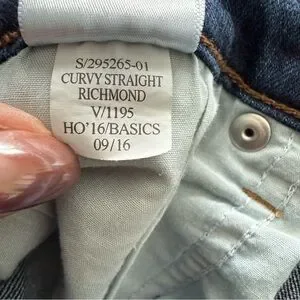 S/295265-01
CURVY STRAIGHT
RICHMOND
V/1195
HO'16/BASICS
09/16